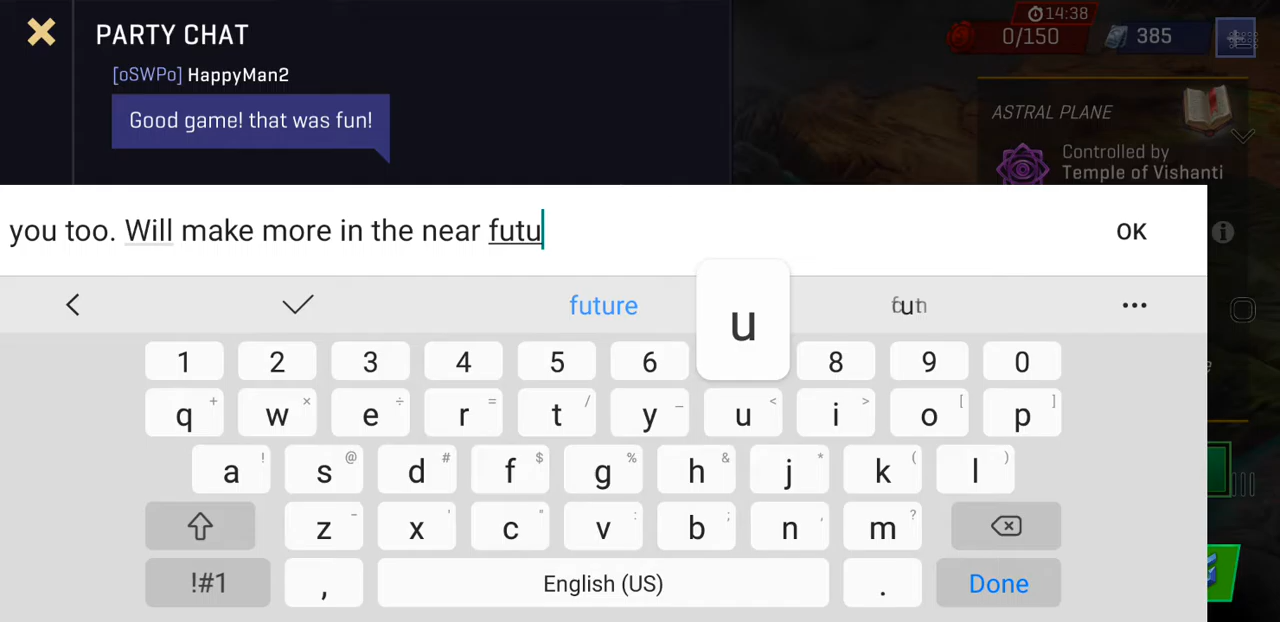 PARTY CHAT
14:38
0/150
385
[oSWPo] HappyMan2
Good game! that was fun!
ASTRAL PLANE
Controlled by
Temple of Vishanti
you too. Will make more in the near futu
OK
future
u
1 2 3 4 5 6 8 9 0
q + w × e ÷ r = t / y _ u < i > o [ p ]
a ! s @ d # f $ g % h & j * k ( l )
z - x ' c " v : b ; n , m ?
!#1 , English (US) . Done